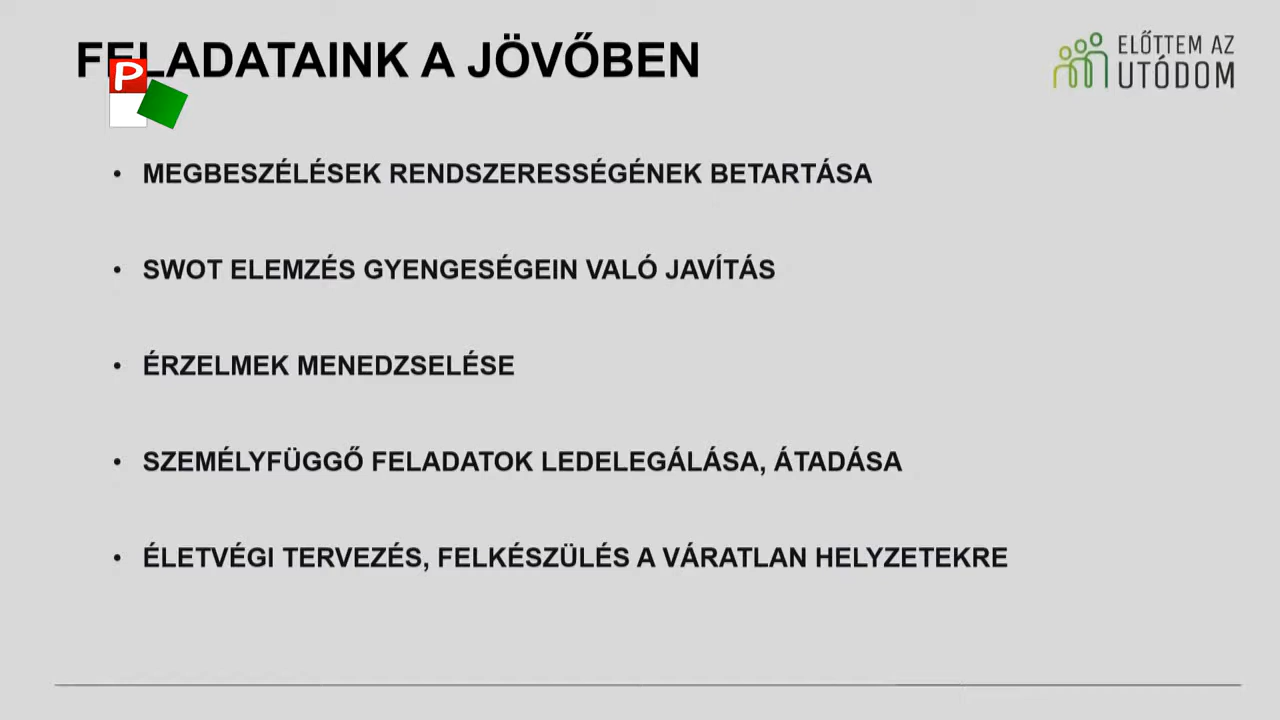 FELADATAINK A JÖVŐBEN
ELŐTTEM AZ
UTÓDOM
P
• MEGBESZÉLÉSEK RENDSZERESSÉGÉNEK BETARTÁSA
• SWOT ELEMZÉS GYENGESÉGEIN VALÓ JAVÍTÁS
• ÉRZELMEK MENEDZSELÉSE
• SZEMÉLYFÜGGŐ FELADATOK LEDELEGÁLÁSA, ÁTADÁSA
• ÉLETVÉGI TERVEZÉS, FELKÉSZÜLÉS A VÁRATLAN HELYZETEKRE